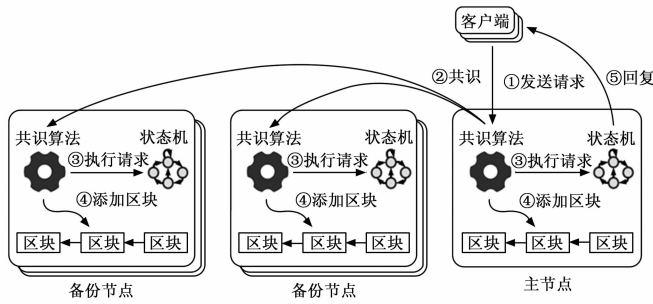 客户端
②共识
①发送请求
⑤回复
共识算法
状态机
③执行请求
④添加区块
区块
区块
区块
备份节点
共识算法
状态机
③执行请求
④添加区块
区块
区块
区块
备份节点
共识算法
状态机
③执行请求
④添加区块
区块
区块
区块
主节点